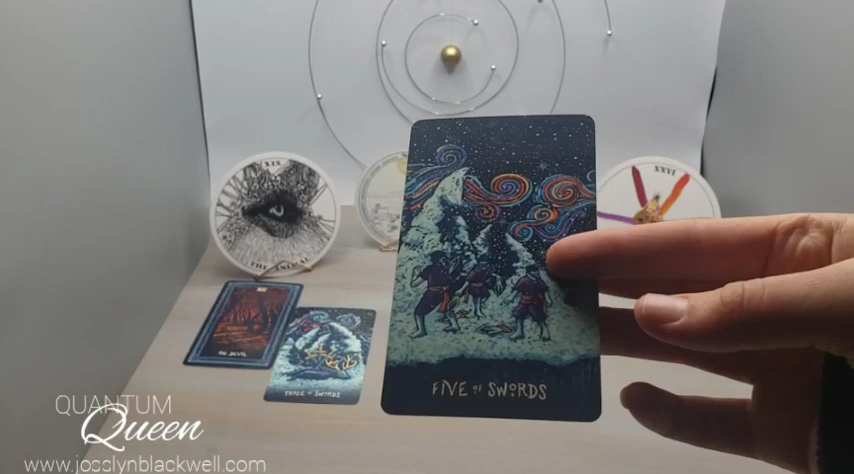 XIX
THE ANIMAL
XXVI
THE DEVIL
THREE OF SWORDS
FIVE OF SWORDS
QUANTUM
Queen
www.josslynblackwell.com